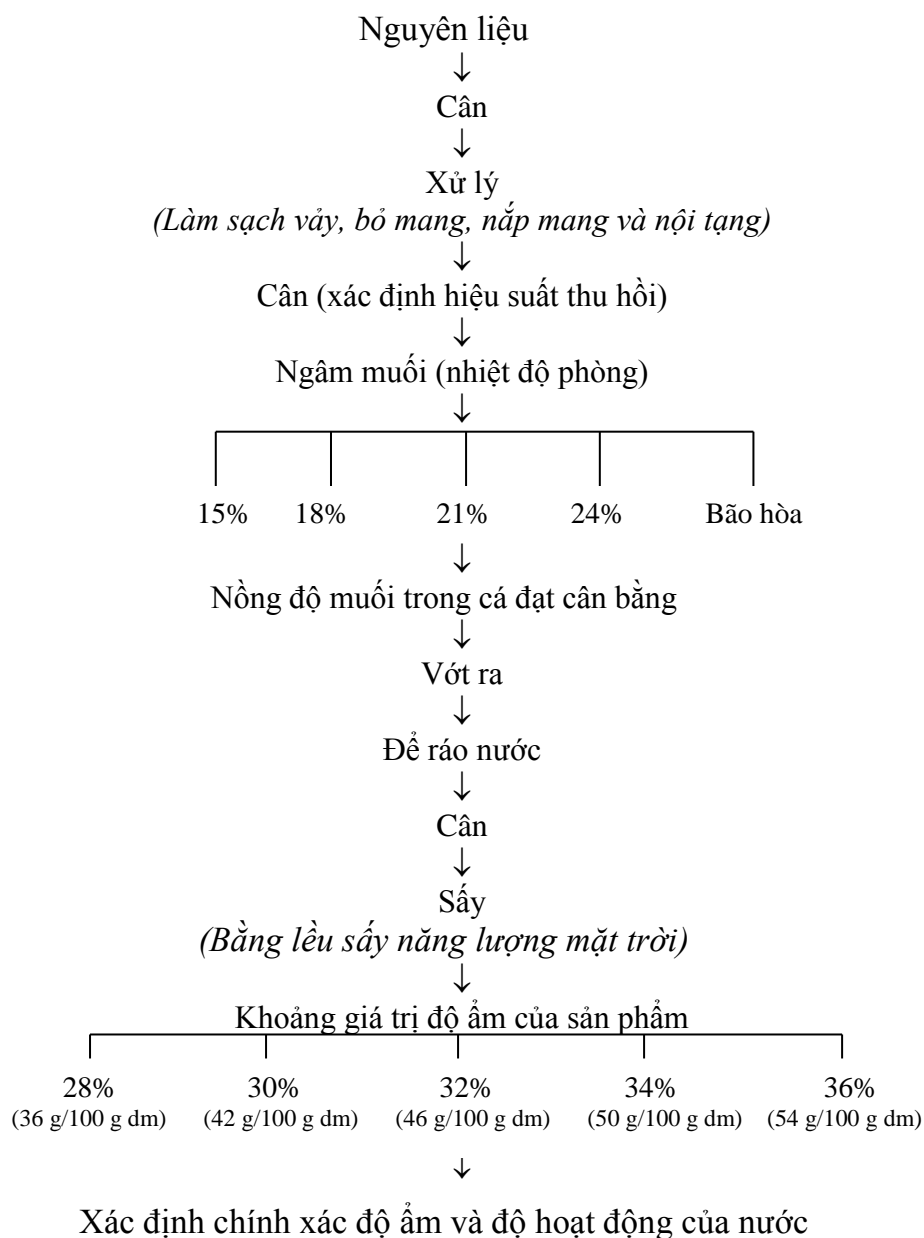 Nguyên liệu
↓
Cân
↓
Xử lý
(Làm sạch vảy, bỏ mang, nắp mang và nội tạng)
↓
Cân (xác định hiệu suất thu hồi)
↓
Ngâm muối (nhiệt độ phòng)
↓
15% 18% 21% 24% Bão hòa
↓
Nồng độ muối trong cá đạt cân bằng
↓
Vớt ra
↓
Để ráo nước
↓
Cân
↓
Sấy
(Bằng lều sấy năng lượng mặt trời)
↓
Khoảng giá trị độ ẩm của sản phẩm
28% 30% 32% 34% 36%
(36 g/100 g dm) (42 g/100 g dm) (46 g/100 g dm) (50 g/100 g dm) (54 g/100 g dm)
↓
Xác định chính xác độ ẩm và độ hoạt động của nước